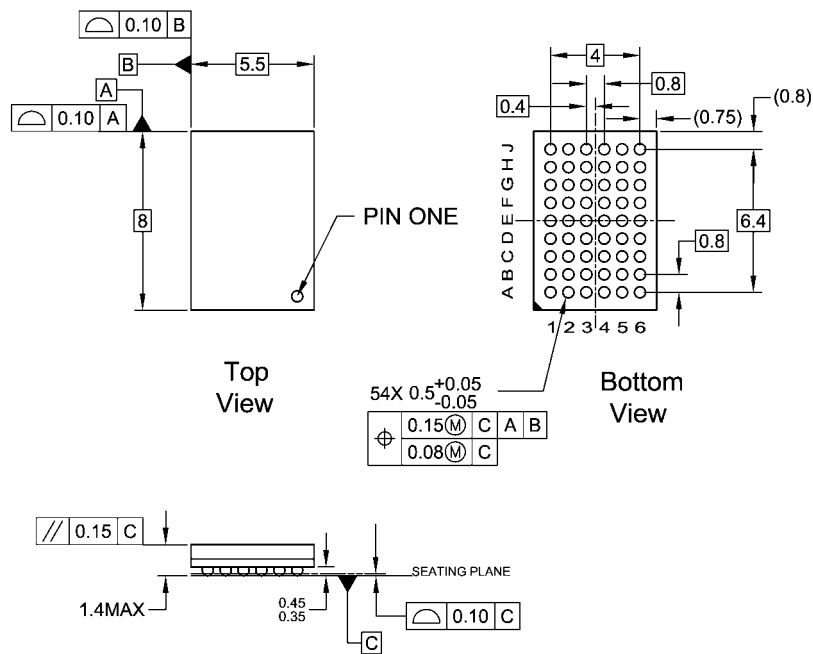 0.10 B
B
5.5
A
0.10 A
8
PIN ONE
Top
View
4
0.8
0.4
(0.75)
(0.8)
J
H
G
F
E
D
C
B
A
6.4
0.8
1 2 3 4 5 6
54X 0.5 +0.05
-0.05
0.15 Ⓜ C A B
0.08 Ⓜ C
Bottom
View
// 0.15 C
1.4MAX
0.45
0.35
SEATING PLANE
0.10 C
C